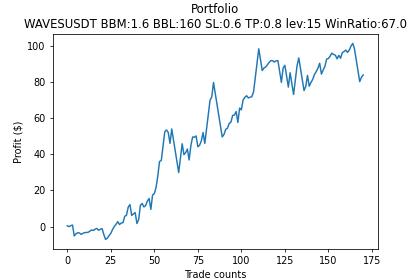 Portfolio
WAVESUSDT BBM:1.6 BBL:160 SL:0.6 TP:0.8 lev:15 WinRatio:67.0
100
80
60
40
20
0
Profit ($)
0 25 50 75 100 125 150 175
Trade counts